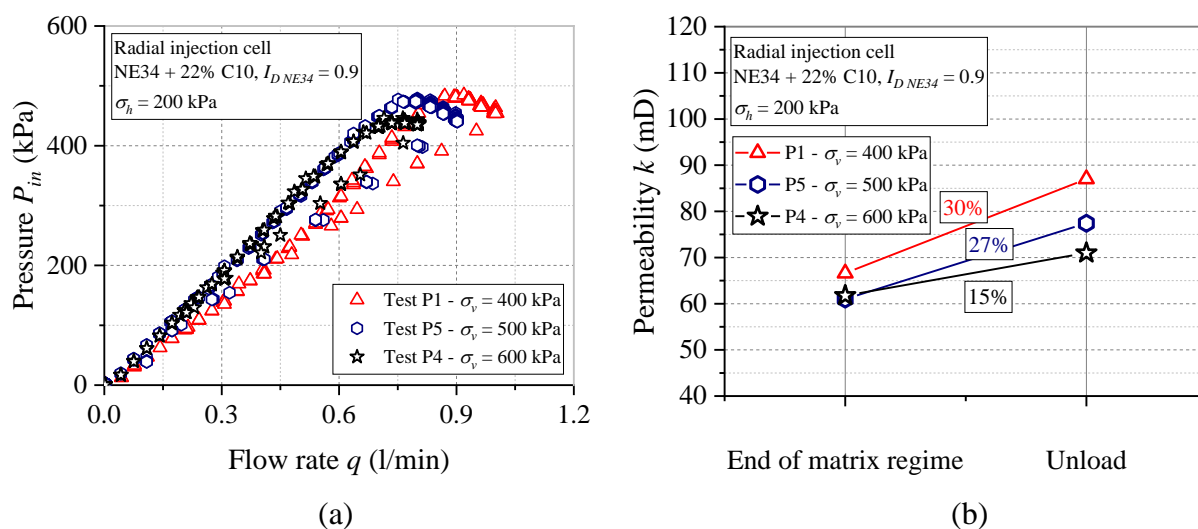 600
400
200
0
0.0
0.3
0.6
0.9
1.2
Pressure P_in (kPa)
Flow rate q (l/min)
Radial injection cell
NE34 + 22% C10, I_D NE34 = 0.9
σ_h = 200 kPa
Test P1 - σ_v = 400 kPa
Test P5 - σ_v = 500 kPa
Test P4 - σ_v = 600 kPa
(a)
120
110
100
90
80
70
60
50
40
Permeability k (mD)
Radial injection cell
NE34 + 22% C10, I_D NE34 = 0.9
σ_h = 200 kPa
P1 - σ_v = 400 kPa
P5 - σ_v = 500 kPa
P4 - σ_v = 600 kPa
30%
27%
15%
End of matrix regime
Unload
(b)